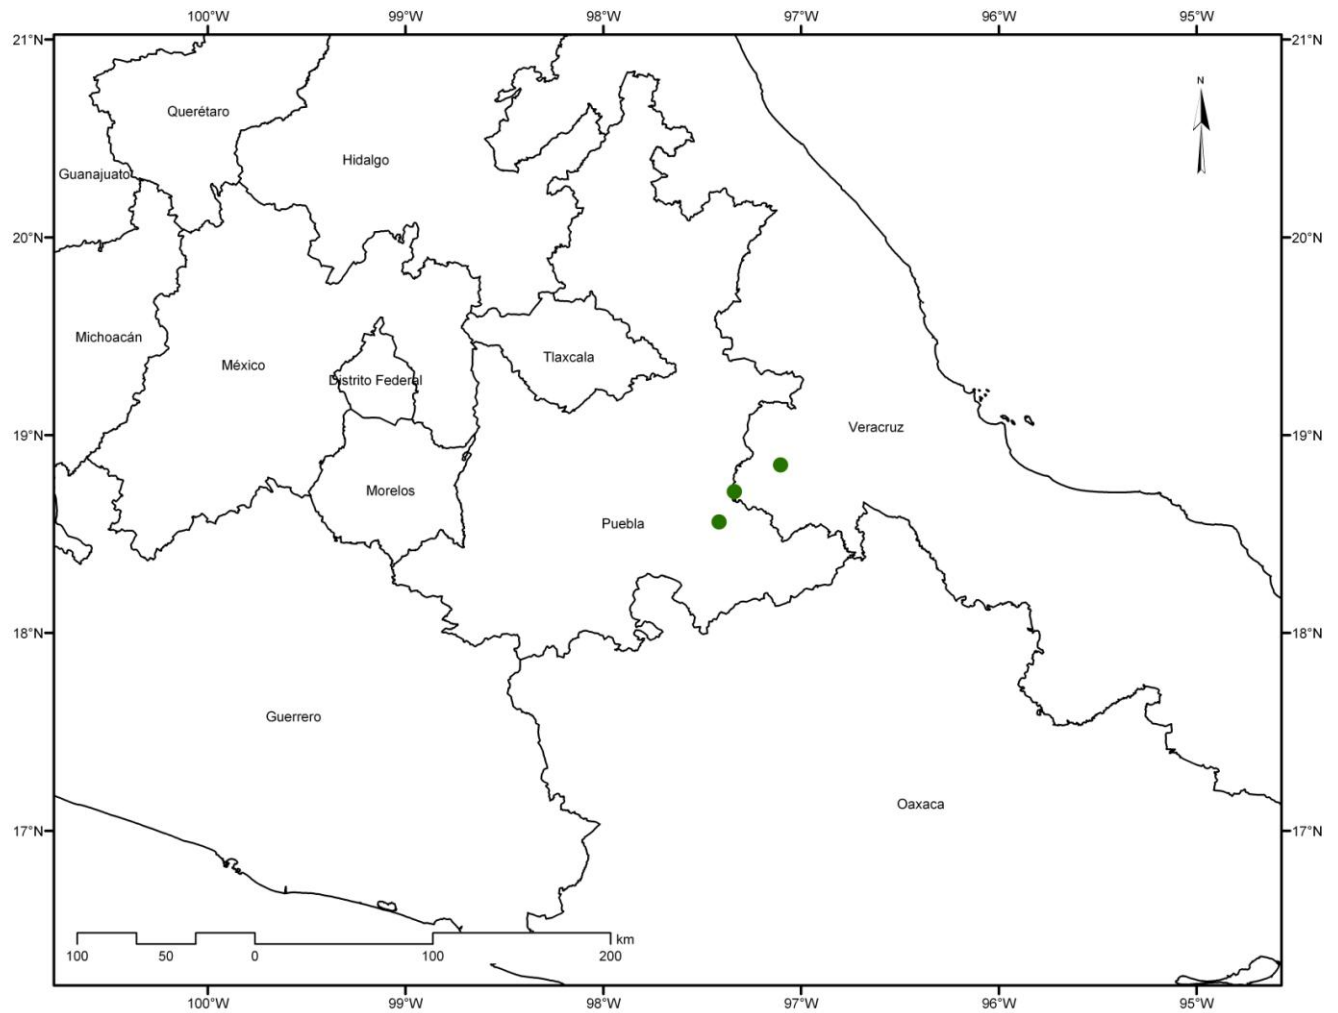 100°W 99°W 98°W 97°W 96°W 95°W
21°N 21°N
N
Querétaro
Hidalgo
Guanajuato
20°N 20°N
Michoacán
Tlaxcala
México
Distrito Federal
Veracruz
19°N 19°N
Morelos
Puebla
18°N 18°N
Guerrero
Oaxaca
17°N 17°N
km
100 50 0 100 200
100°W 99°W 98°W 97°W 96°W 95°W